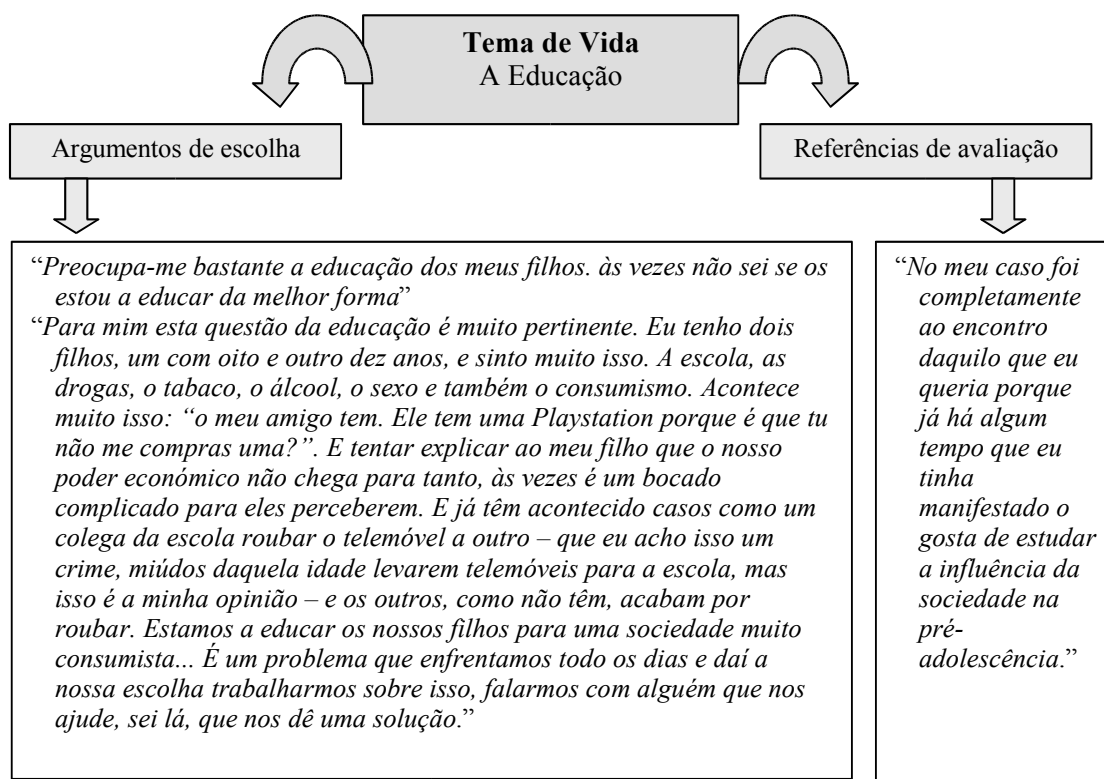 Tema de Vida
A Educação
Argumentos de escolha
Referências de avaliação
“Preocupa-me bastante a educação dos meus filhos. às vezes não sei se os
estou a educar da melhor forma”
“Para mim esta questão da educação é muito pertinente. Eu tenho dois
filhos, um com oito e outro dez anos, e sinto muito isso. A escola, as
drogas, o tabaco, o álcool, o sexo e também o consumismo. Acontece
muito isso: “o meu amigo tem. Ele tem uma Playstation porque é que tu
não me compras uma?”. E tentar explicar ao meu filho que o nosso
poder económico não chega para tanto, às vezes é um bocado
complicado para eles perceberem. E já têm acontecido casos como um
colega da escola roubar o telemóvel a outro – que eu acho isso um
crime, miúdos daquela idade levarem telemóveis para a escola, mas
isso é a minha opinião – e os outros, como não têm, acabam por
roubar. Estamos a educar os nossos filhos para uma sociedade muito
consumista... É um problema que enfrentamos todo os dias e daí a
nossa escolha trabalharmos sobre isso, falarmos com alguém que nos
ajude, sei lá, que nos dê uma solução.”
“No meu caso foi
completamente
ao encontro
daquilo que eu
queria porque
já há algum
tempo que eu
tinha
manifestado o
gosta de estudar
a influência da
sociedade na
pré-
adolescência.”